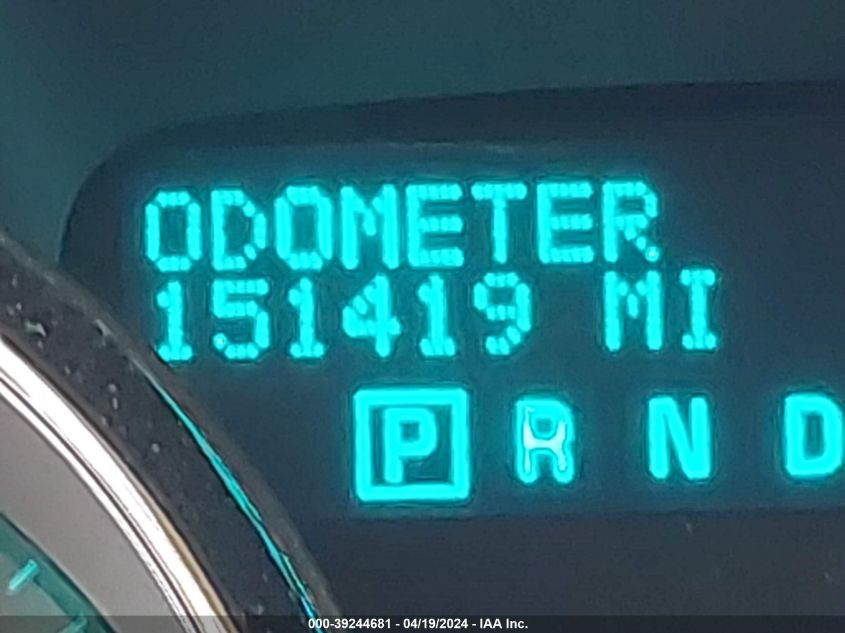 ODOMETER
151419 MI
P R N D
000-39244681 - 04/19/2024 - IAA Inc.